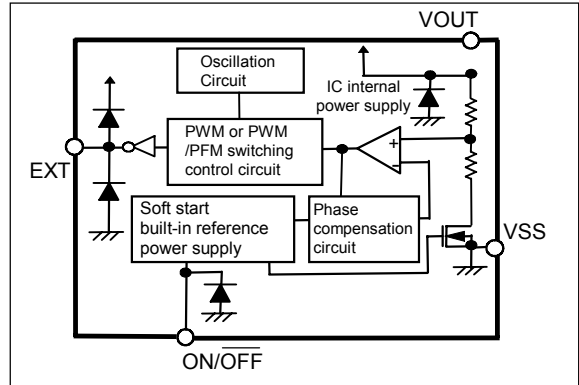 VOUT
Oscillation
Circuit
IC internal
power supply
PWM or PWM
/PFM switching
control circuit
+
−
EXT
Soft start
built-in reference
power supply
Phase
compensation
circuit
VSS
ON/OFF